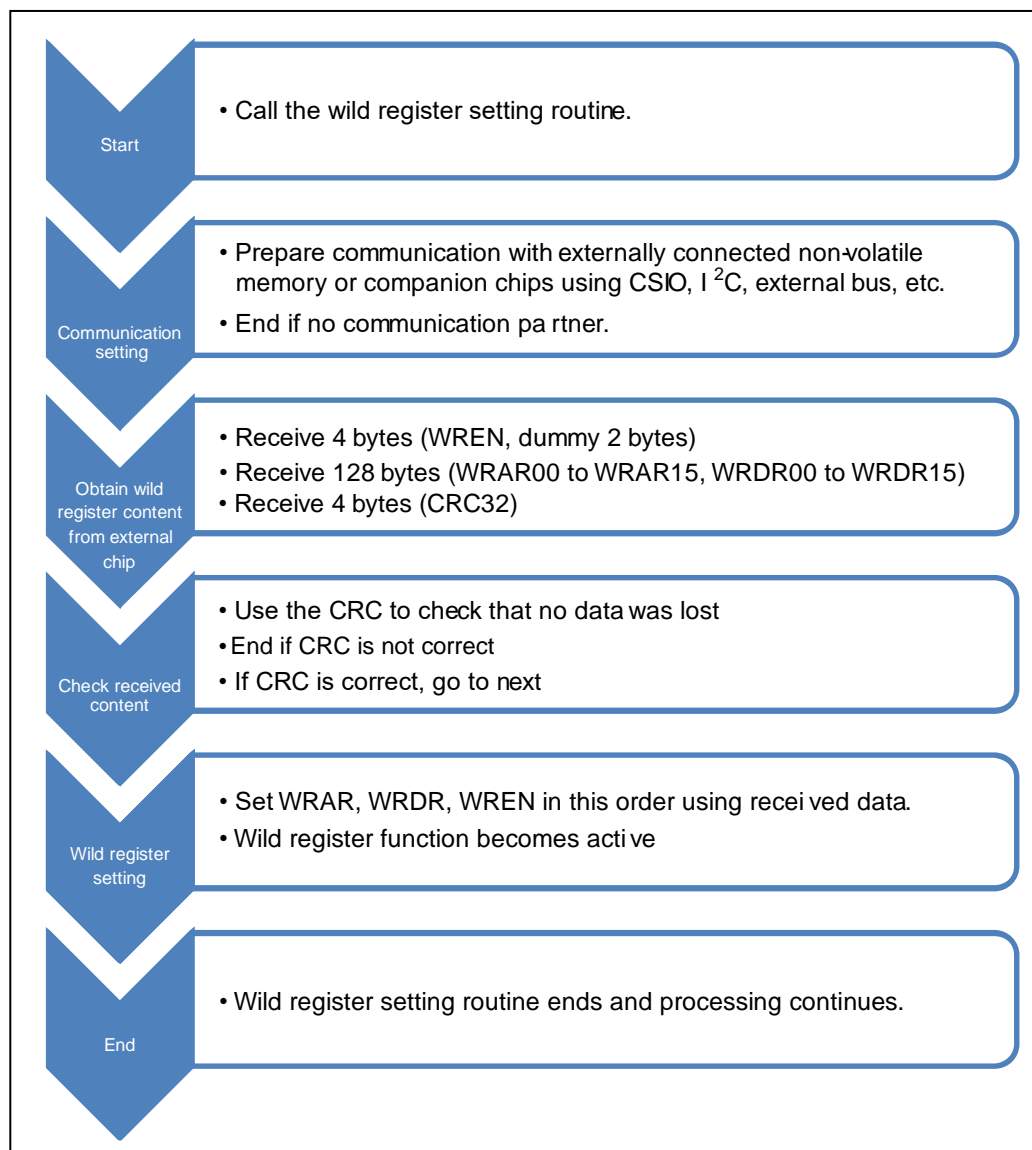 Start
• Call the wild register setting routine.
Communication
setting
• Prepare communication with externally connected non-volatile
memory or companion chips using CSIO, I ²C, external bus, etc.
• End if no communication pa rtner.
Obtain wild
register content
from external
chip
• Receive 4 bytes (WREN, dummy 2 bytes)
• Receive 128 bytes (WRAR00 to WRAR15, WRDR00 to WRDR15)
• Receive 4 bytes (CRC32)
Check received
content
• Use the CRC to check that no data was lost
• End if CRC is not correct
• If CRC is correct, go to next
Wild register
setting
• Set WRAR, WRDR, WREN in this order using recei ved data.
• Wild register function becomes acti ve
End
• Wild register setting routine ends and processing continues.